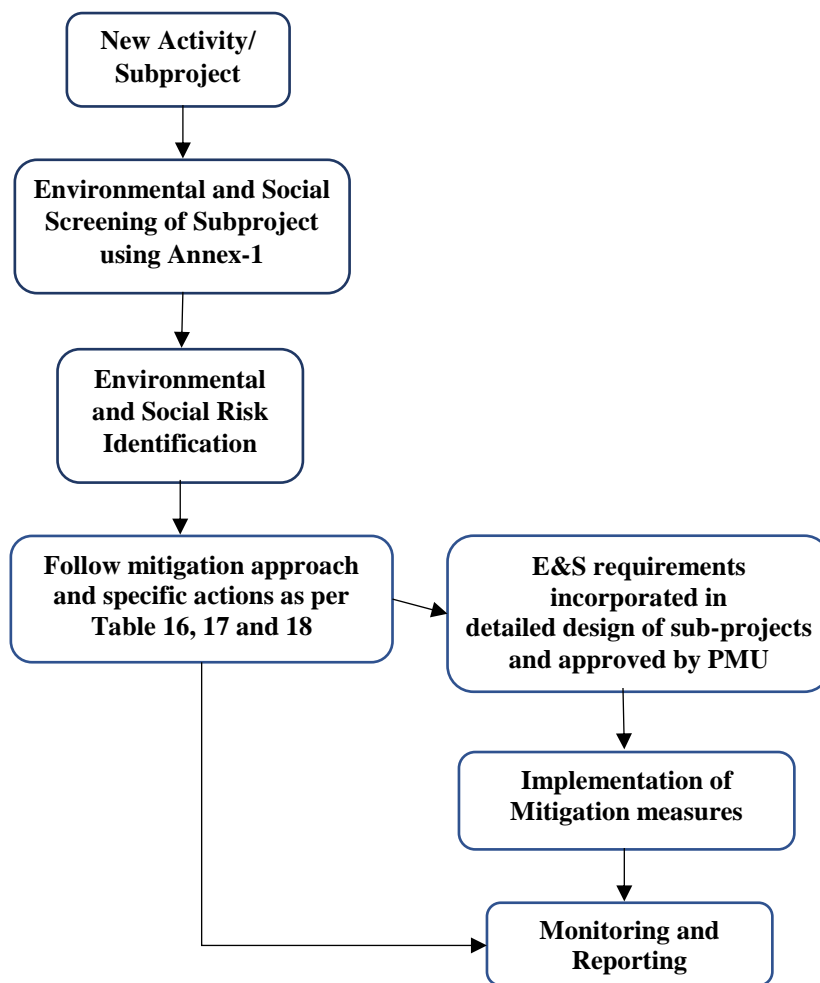 New Activity/
Subproject
Environmental and Social
Screening of Subproject
using Annex-1
Environmental
and Social Risk
Identification
Follow mitigation approach
and specific actions as per
Table 16, 17 and 18
E&S requirements
incorporated in
detailed design of sub-projects
and approved by PMU
Implementation of
Mitigation measures
Monitoring and
Reporting